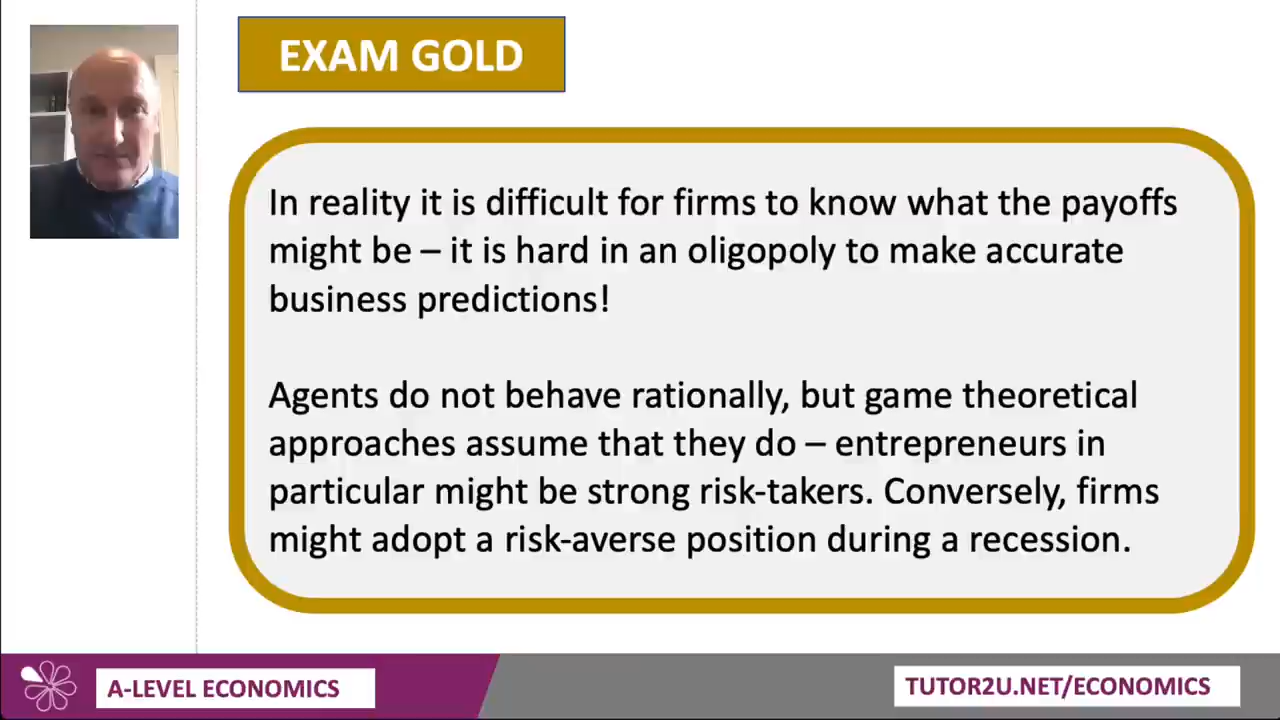 EXAM GOLD
In reality it is difficult for firms to know what the payoffs
might be – it is hard in an oligopoly to make accurate
business predictions!
Agents do not behave rationally, but game theoretical
approaches assume that they do – entrepreneurs in
particular might be strong risk-takers. Conversely, firms
might adopt a risk-averse position during a recession.
A-LEVEL ECONOMICS
TUTOR2U.NET/ECONOMICS